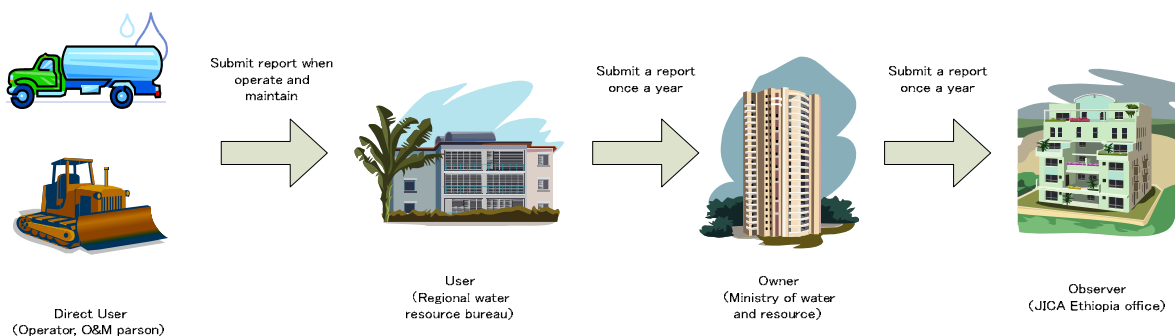 Submit report when
operate and
maintain
Submit a report
once a year
Submit a report
once a year
Direct User
(Operator, O&M parson)
User
(Regional water
resource bureau)
Owner
(Ministry of water
and resource)
Observer
(JICA Ethiopia office)